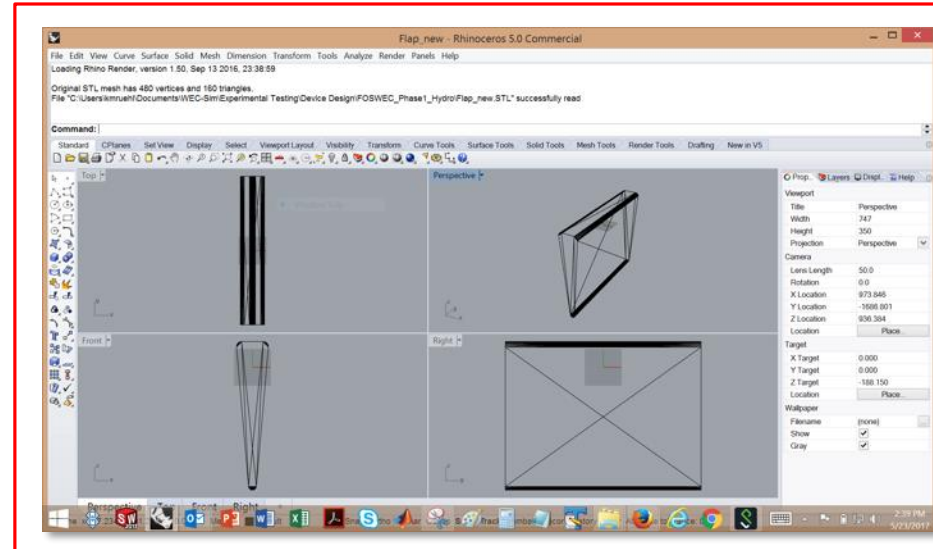 Flap_new - Rhinoceros 5.0 Commercial
File Edit View Curve Surface Solid Mesh Dimension Transform Tools Analyze Render Panels Help
Loading Rhino Render, version 1.50, Sep 13 2016, 23:38:59
Original STL mesh has 480 vertices and 160 triangles.
File "C:\Users\kmruehl\Documents\WEC-Sim\Experimental Testing\Device Design\FOSWEC_Phase1_Hydro\Flap_new.STL" successfully read
Command:
Standard CPlanes Set View Display Select Viewport Layout Visibility Transform Curve Tools Surface Tools Solid Tools Mesh Tools Render Tools Drafting New in V5
Top
Perspective
Prop... Layers Displ... Help
Viewport
Title Perspective
Width 747
Height 350
Projection Perspective
Camera
Lens Length 50.0
Rotation 0.0
X Location 973.846
Y Location -1686.801
Z Location 936.384
Location Place...
Front
Right
Target
X Target 0.000
Y Target 0.000
Z Target -188.150
Location Place...
Wallpaper
Filename (none)
Show
Gray
Perspective Top Front Right
2:39 PM
5/23/2017